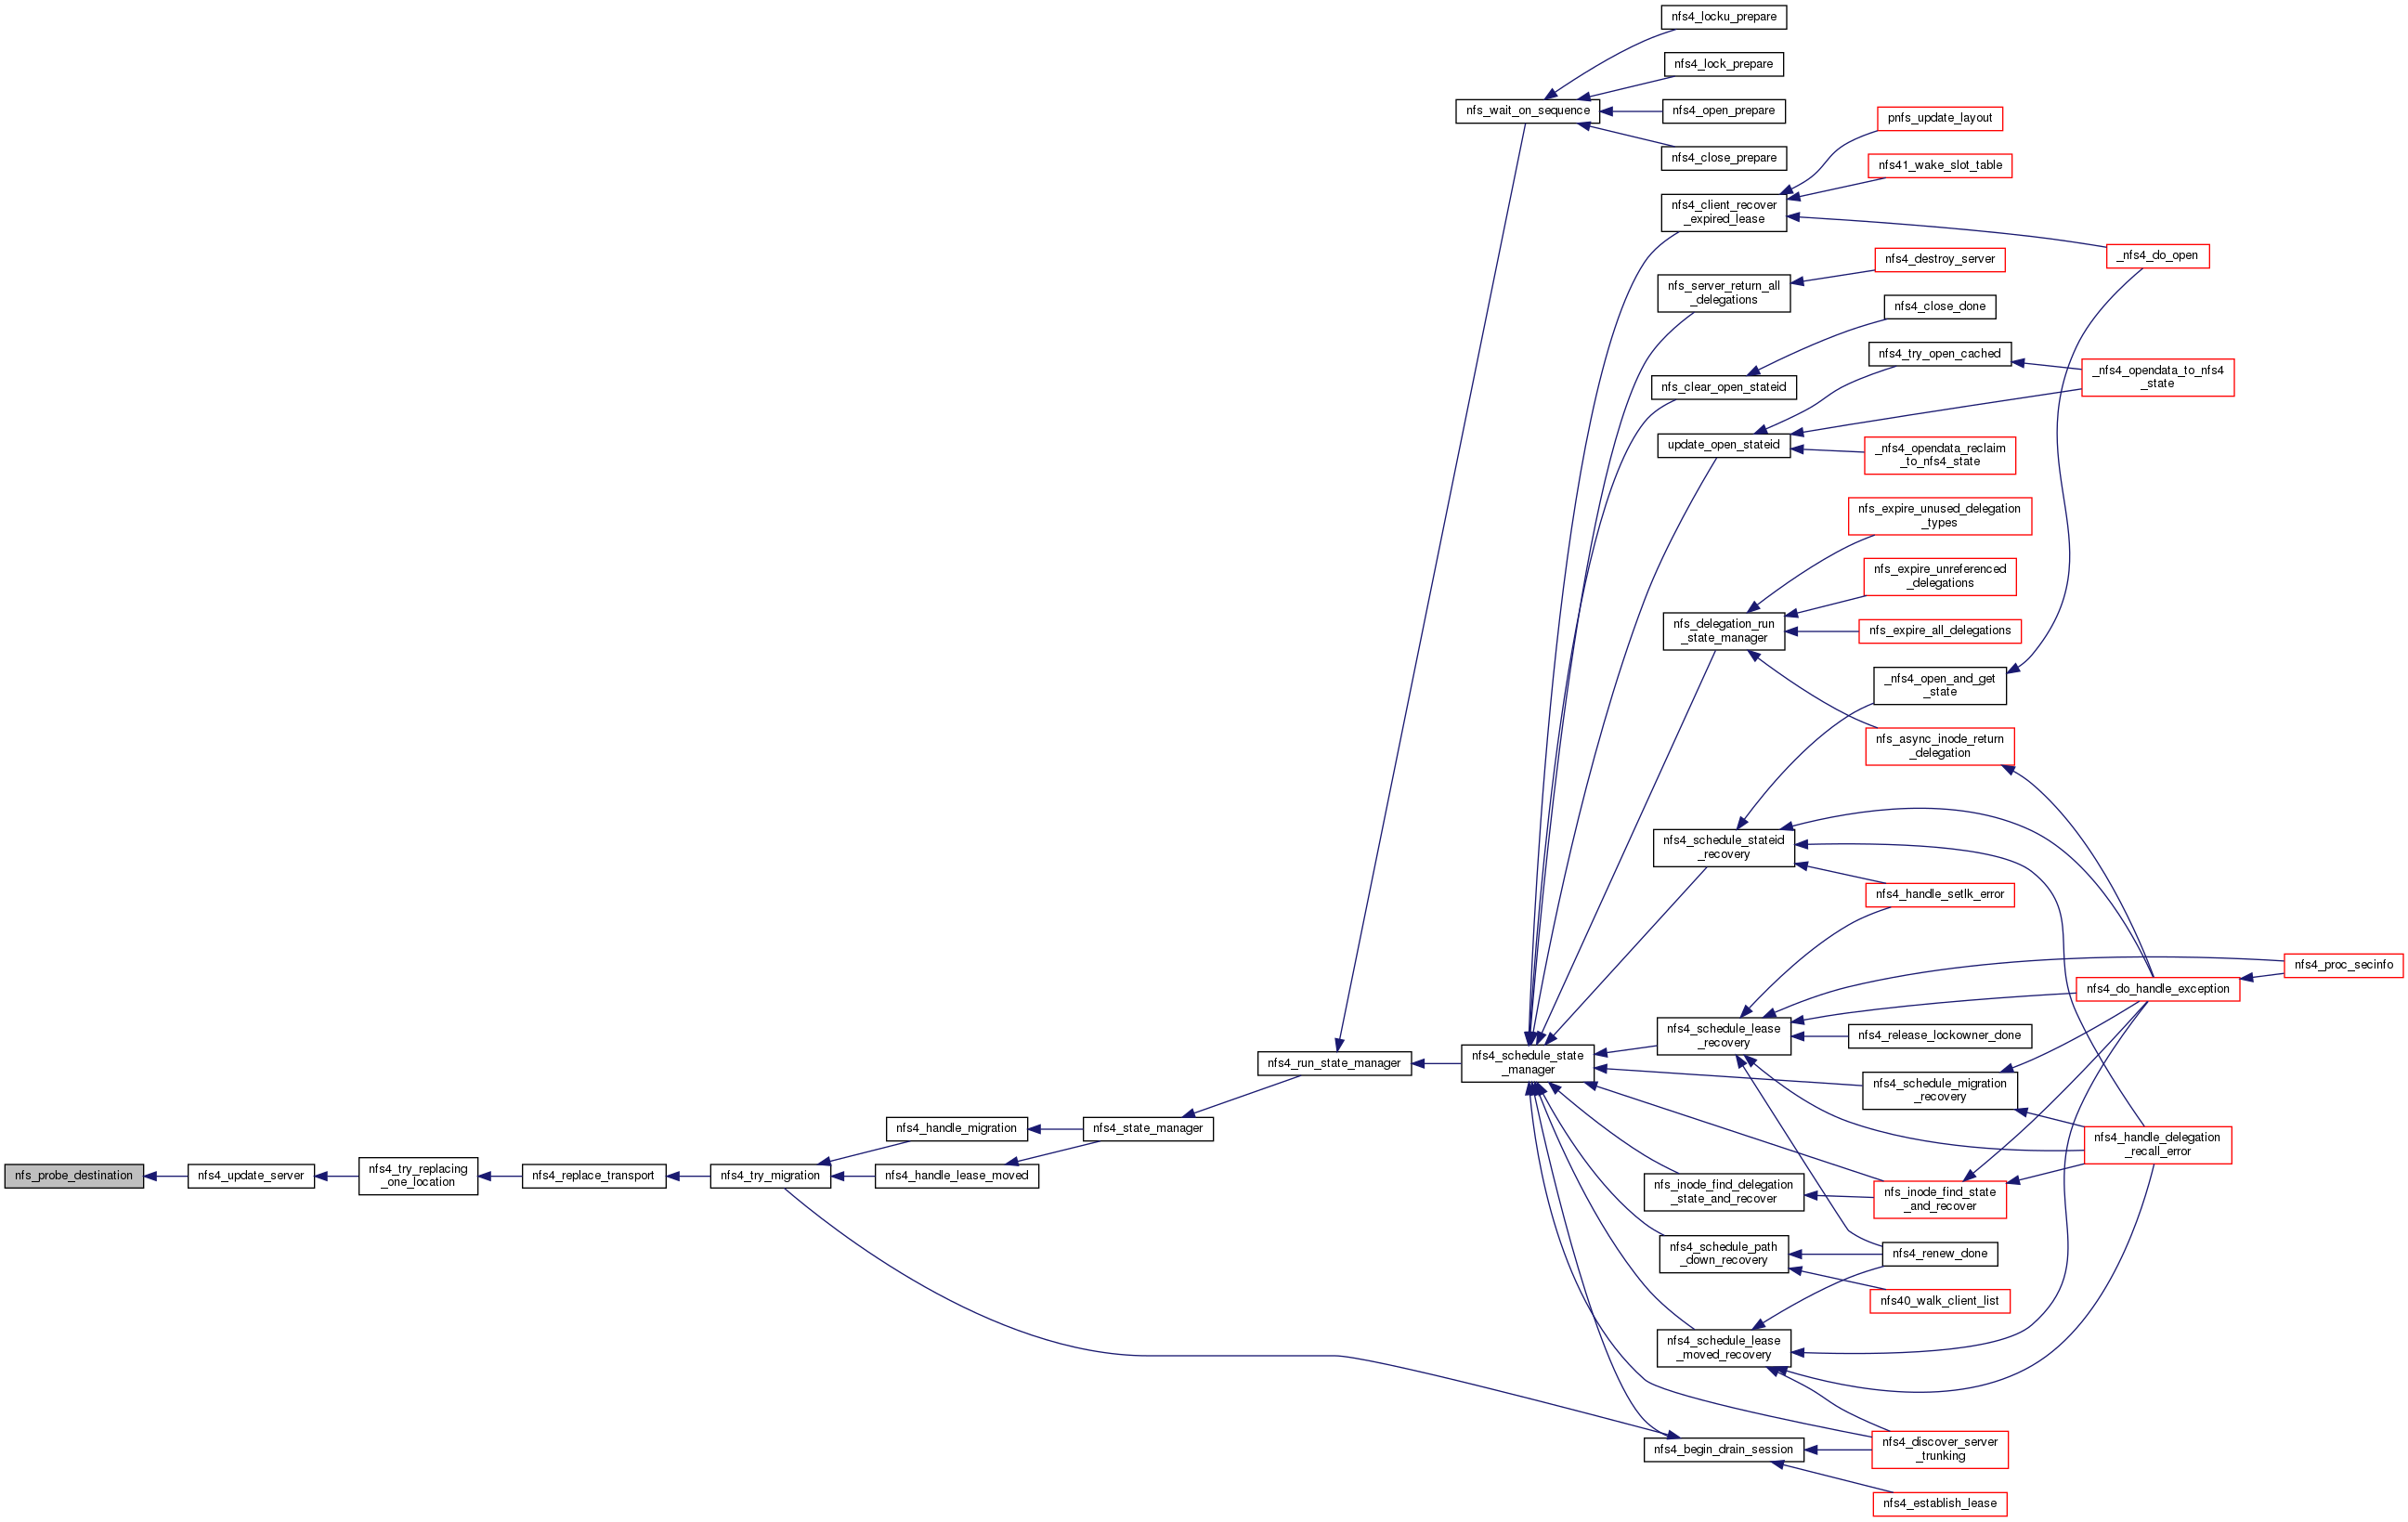 nfs_probe_destination
nfs4_update_server
nfs4_try_replacing
_one_location
nfs4_replace_transport
nfs4_try_migration
nfs4_handle_migration
nfs4_handle_lease_moved
nfs4_state_manager
nfs4_run_state_manager
nfs_wait_on_sequence
nfs4_locku_prepare
nfs4_lock_prepare
nfs4_open_prepare
nfs4_close_prepare
nfs4_schedule_state
_manager
nfs4_client_recover
_expired_lease
pnfs_update_layout
nfs41_wake_slot_table
_nfs4_do_open
nfs_server_return_all
_delegations
nfs4_destroy_server
nfs_clear_open_stateid
nfs4_close_done
update_open_stateid
nfs4_try_open_cached
_nfs4_opendata_to_nfs4
_state
_nfs4_opendata_reclaim
_to_nfs4_state
nfs_delegation_run
_state_manager
nfs_expire_unused_delegation
_types
nfs_expire_unreferenced
_delegations
nfs_expire_all_delegations
_nfs4_open_and_get
_state
nfs_async_inode_return
_delegation
nfs4_schedule_stateid
_recovery
nfs4_handle_setlk_error
nfs4_proc_secinfo
nfs4_do_handle_exception
nfs4_schedule_lease
_recovery
nfs4_release_lockowner_done
nfs4_schedule_migration
_recovery
nfs4_handle_delegation
_recall_error
nfs_inode_find_delegation
_state_and_recover
nfs_inode_find_state
_and_recover
nfs4_schedule_path
_down_recovery
nfs4_renew_done
nfs40_walk_client_list
nfs4_schedule_lease
_moved_recovery
nfs4_begin_drain_session
nfs4_discover_server
_trunking
nfs4_establish_lease